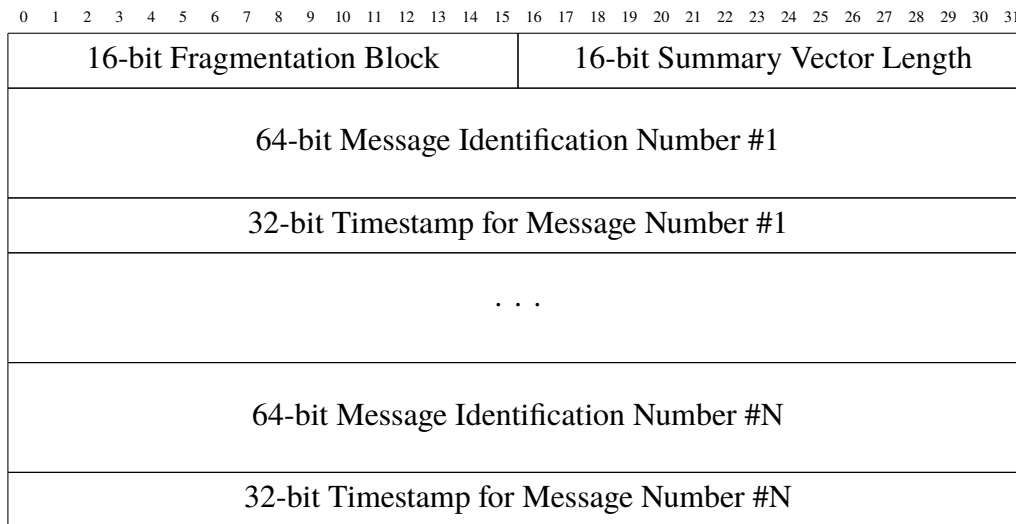 0 1 2 3 4 5 6 7 8 9 10 11 12 13 14 15 16 17 18 19 20 21 22 23 24 25 26 27 28 29 30 31
16-bit Fragmentation Block 16-bit Summary Vector Length
64-bit Message Identification Number #1
32-bit Timestamp for Message Number #1
. . .
64-bit Message Identification Number #N
32-bit Timestamp for Message Number #N